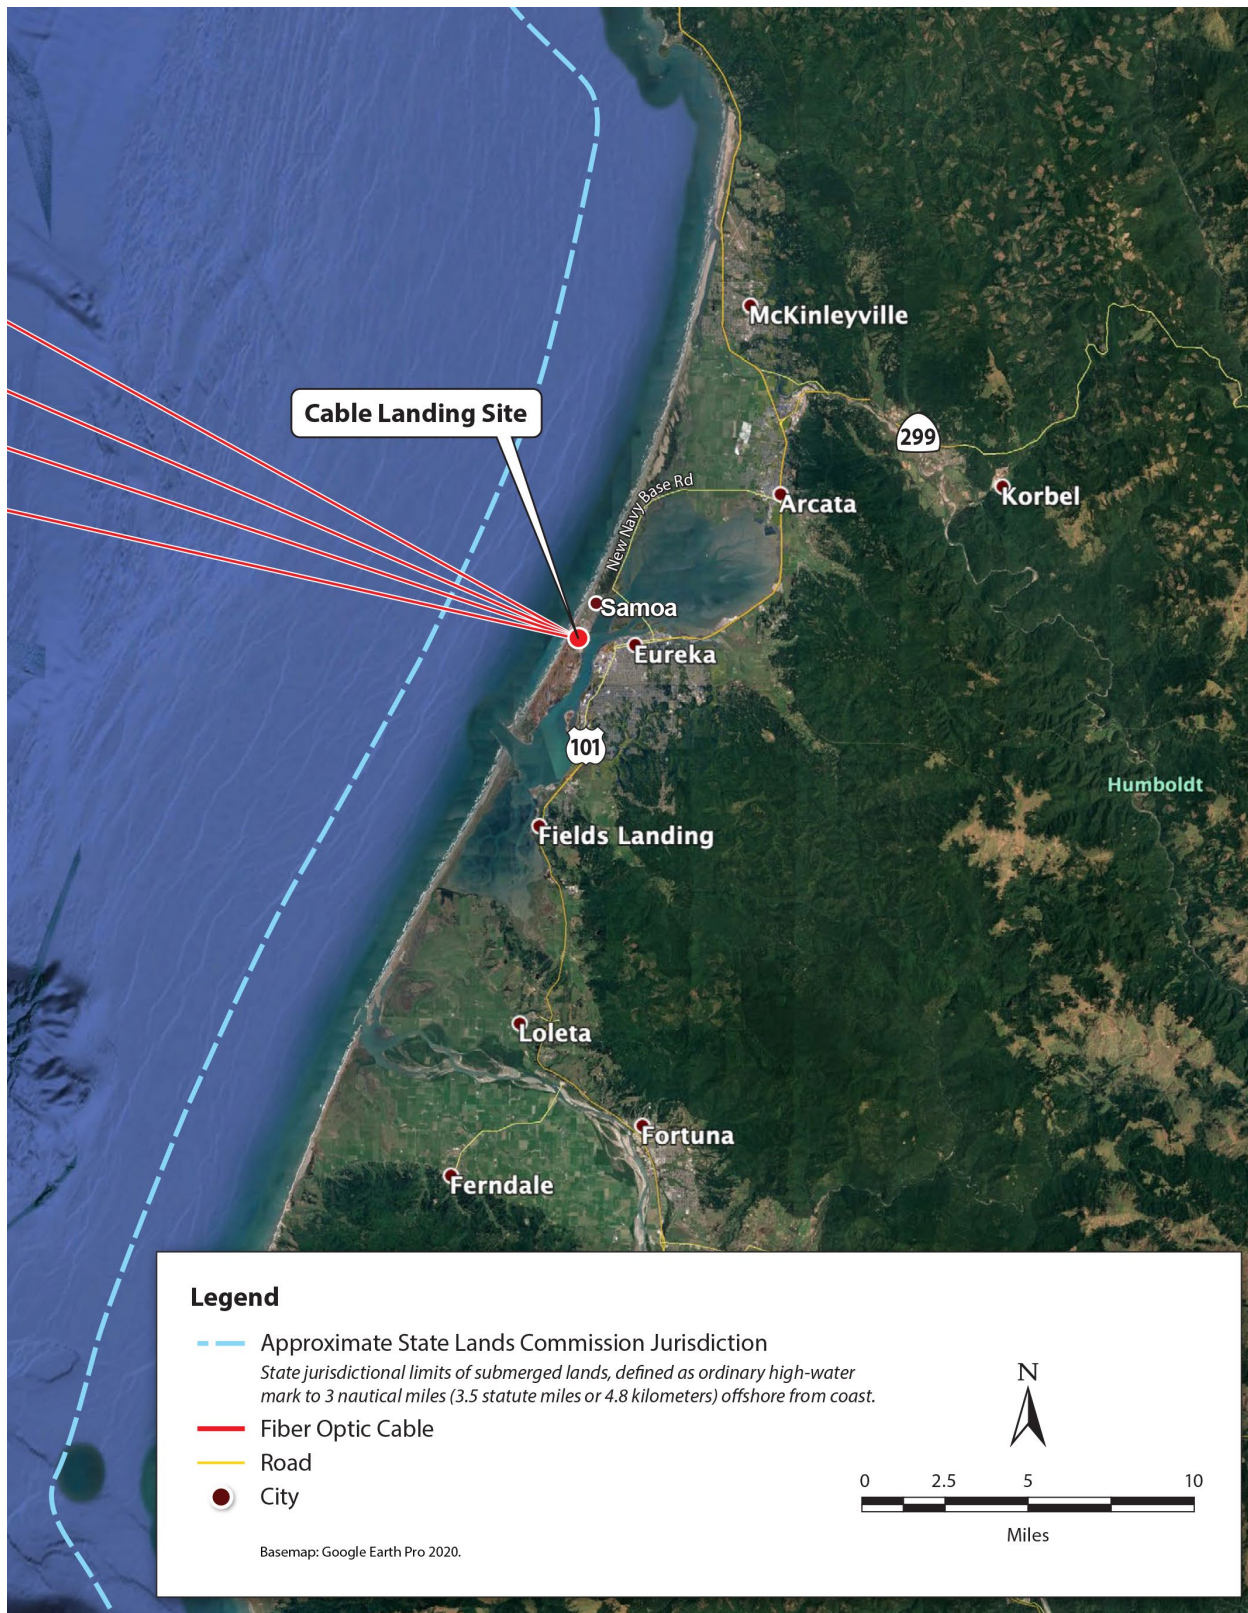 McKinleyville
Cable Landing Site
299
New Navy Base Rd
Korbel
Arcata
Samoa
Eureka
101
Humboldt
Fields Landing
Loleta
Fortuna
Ferndale
Legend
Approximate State Lands Commission Jurisdiction
State jurisdictional limits of submerged lands, defined as ordinary high-water
mark to 3 nautical miles (3.5 statute miles or 4.8 kilometers) offshore from coast.
Fiber Optic Cable
Road
City
Basemap: Google Earth Pro 2020.
N
0 2.5 5 10
Miles